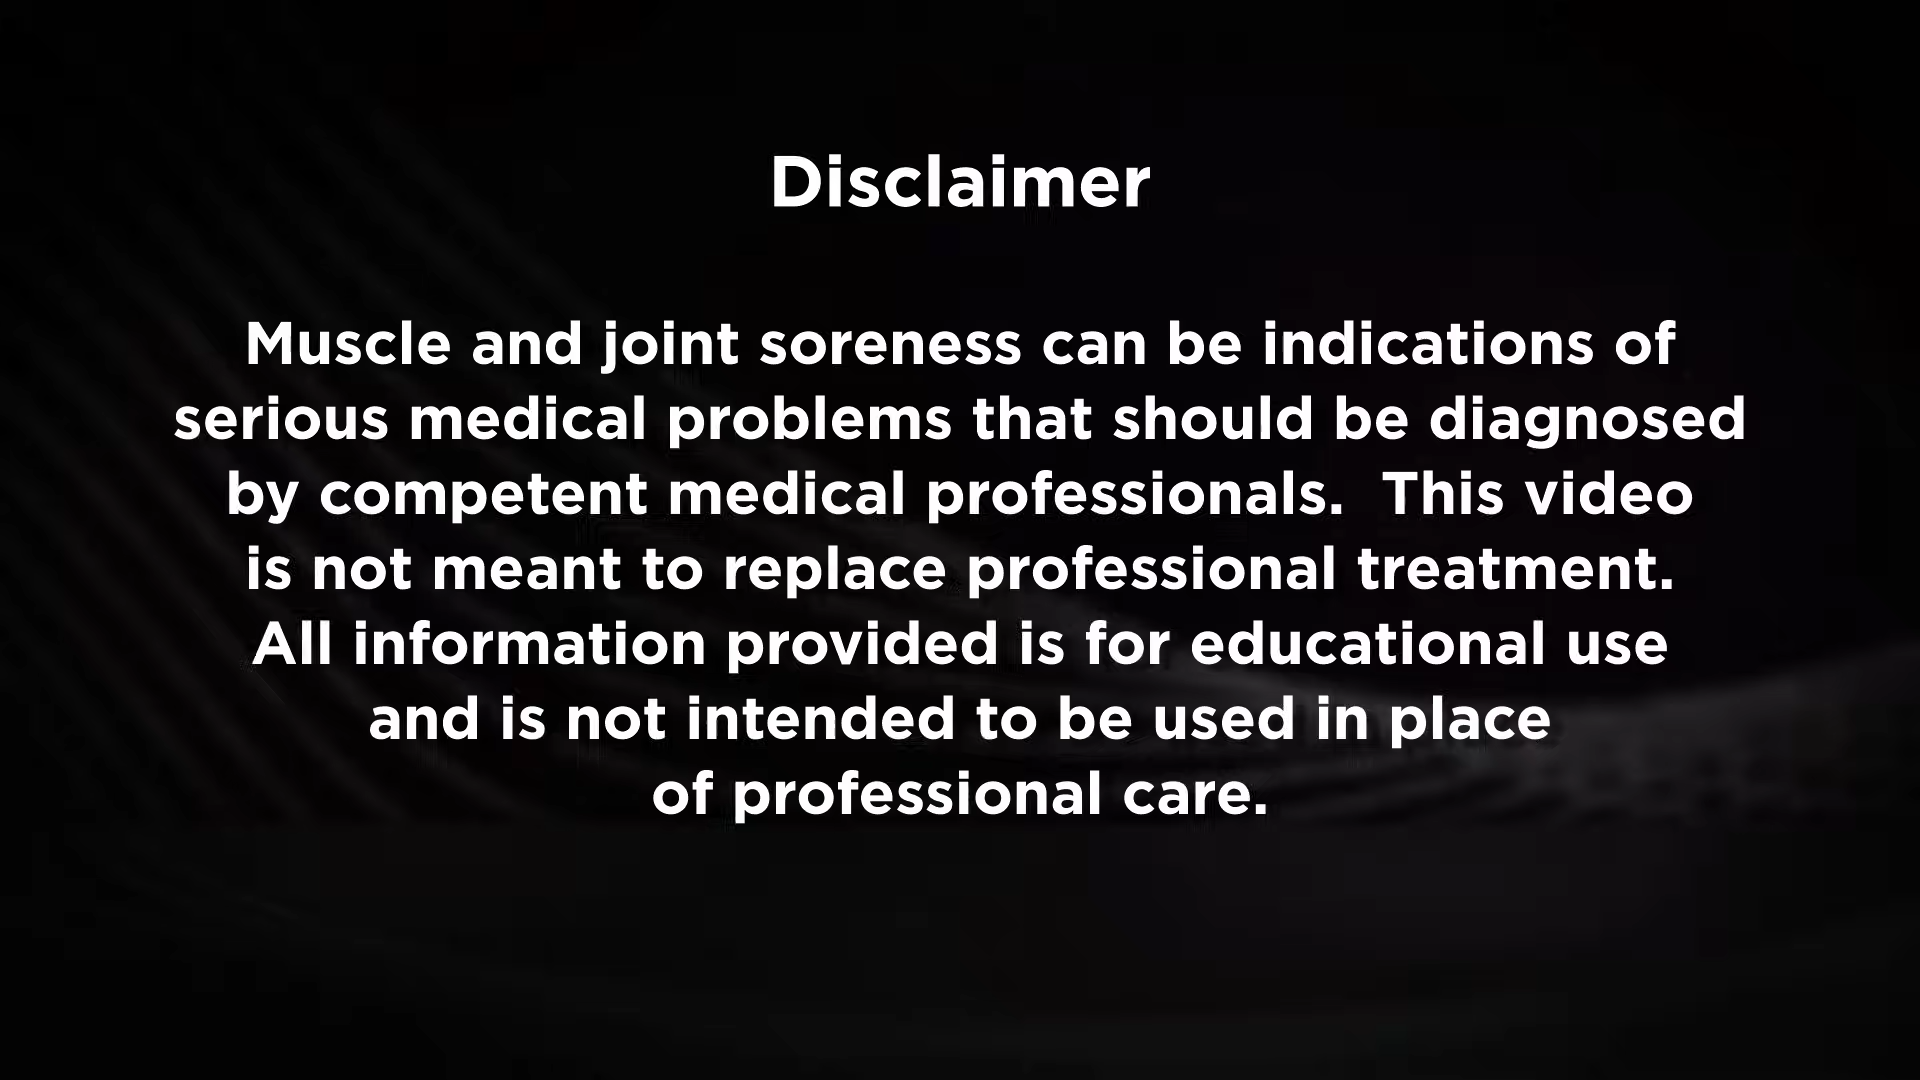 Disclaimer
Muscle and joint soreness can be indications of
serious medical problems that should be diagnosed
by competent medical professionals.  This video
is not meant to replace professional treatment.
All information provided is for educational use
and is not intended to be used in place
of professional care.